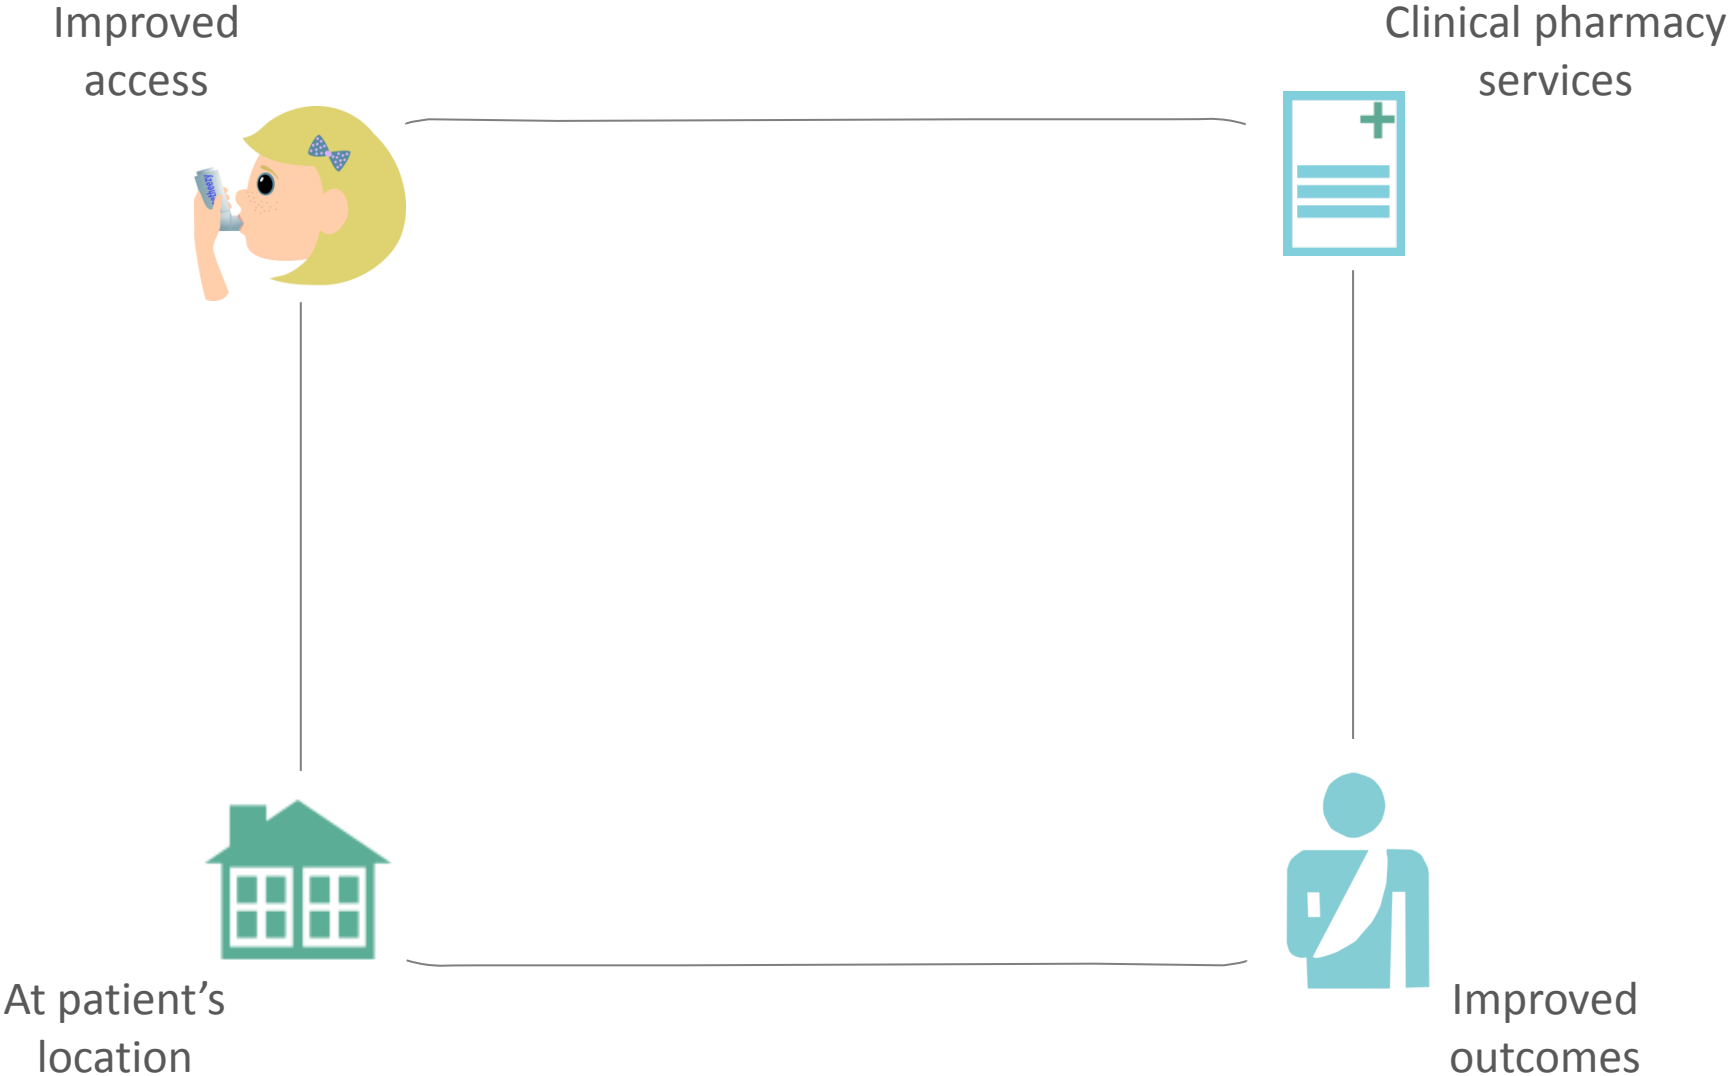 Improved
access
Clinical pharmacy
services
At patient’s
location
Improved
outcomes